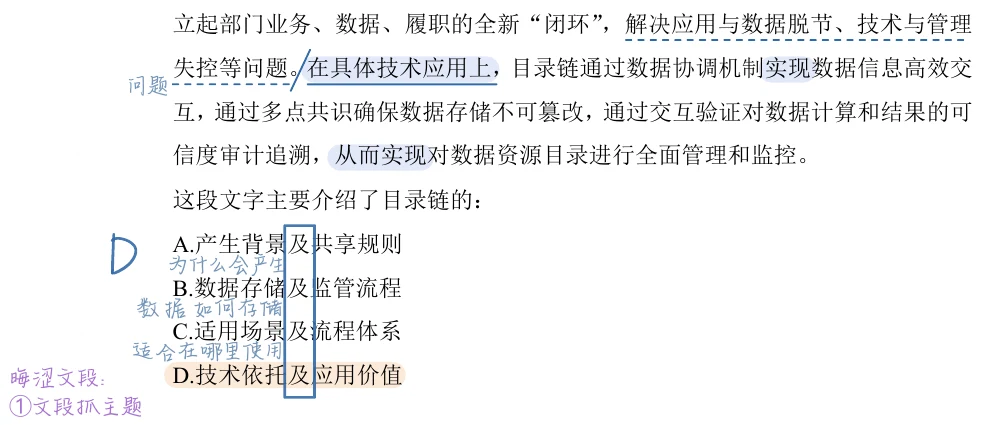 立起部门业务、数据、履职的全新“闭环”，解决应用与数据脱节、技术与管理
失控等问题。在具体技术应用上，目录链通过数据协调机制实现数据信息高效交
问题
互，通过多点共识确保数据存储不可篡改，通过交互验证对数据计算和结果的可
信度审计追溯，从而实现对数据资源目录进行全面管理和监控。
这段文字主要介绍了目录链的：
D
A.产生背景及共享规则
为什么会产生
B.数据存储及监管流程
数据如何存储
C.适用场景及流程体系
适合在哪里使用
D.技术依托及应用价值
晦涩文段：
①文段抓主题